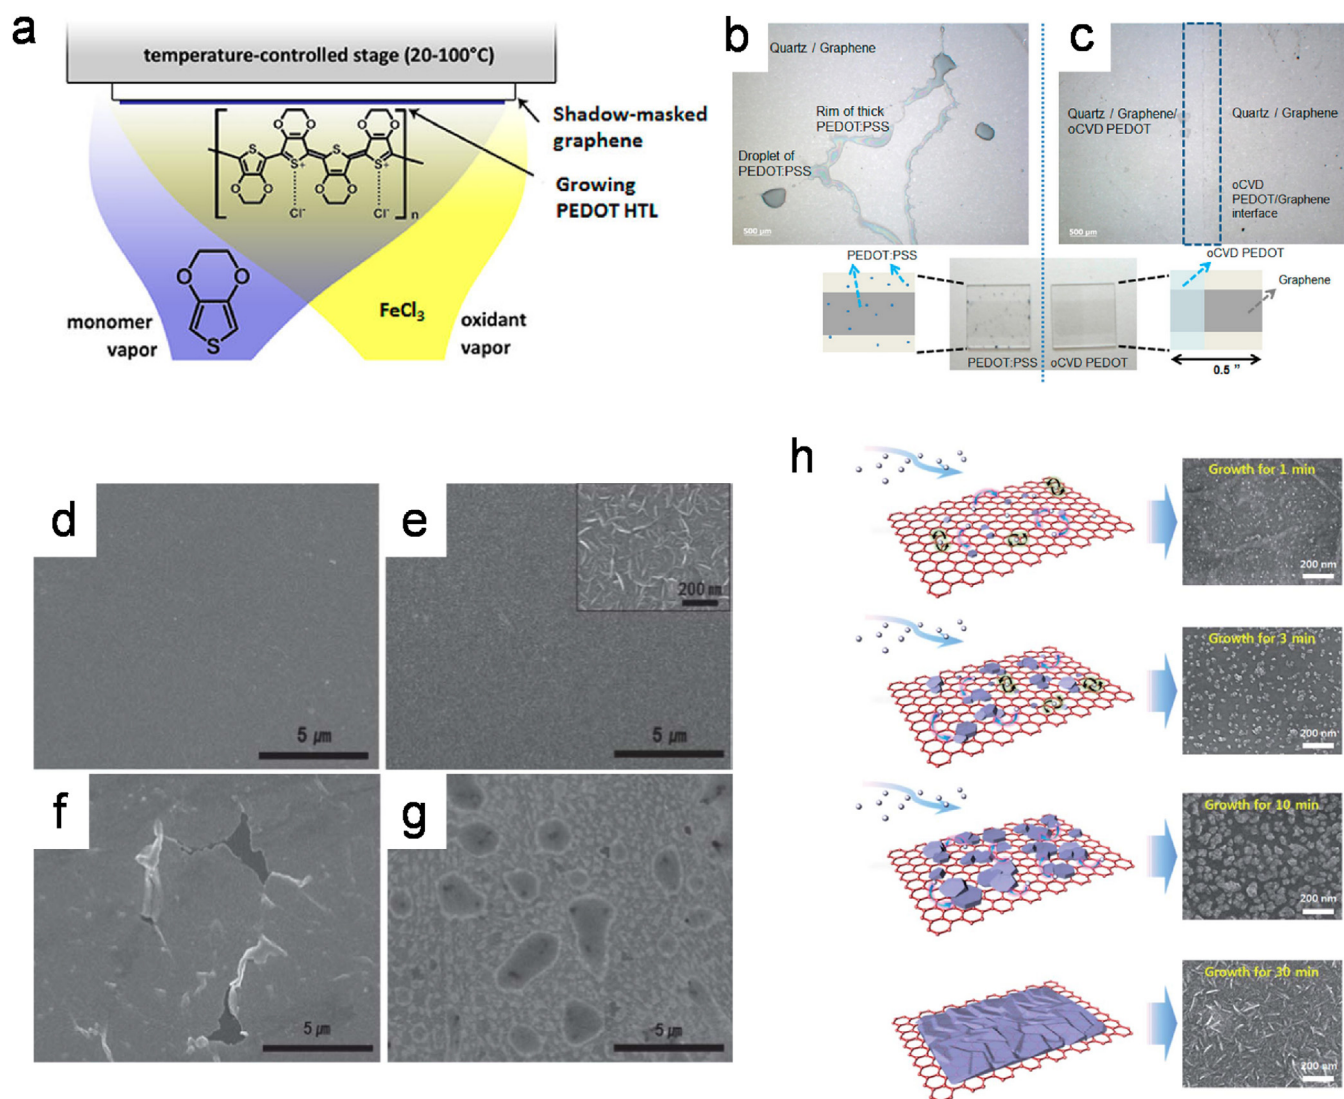 a
temperature-controlled stage (20-100°C)
Shadow-masked
graphene
Growing
PEDOT HTL
O O O O
S S+ S S+
O O O O
Cl- Cl-
n
O O
S
monomer
vapor
FeCl3
oxidant
vapor
b
Quartz / Graphene
Rim of thick
PEDOT:PSS
Droplet of
PEDOT:PSS
500 µm
c
Quartz / Graphene/
oCVD PEDOT
Quartz / Graphene
oCVD
PEDOT/Graphene
interface
500 µm
PEDOT:PSS
oCVD PEDOT
Graphene
PEDOT:PSS
oCVD PEDOT
0.5 "
d
5 µm
e
200 nm
5 µm
f
5 µm
g
5 µm
h
Growth for 1 min
200 nm
Growth for 3 min
200 nm
Growth for 10 min
200 nm
Growth for 30 min
200 nm